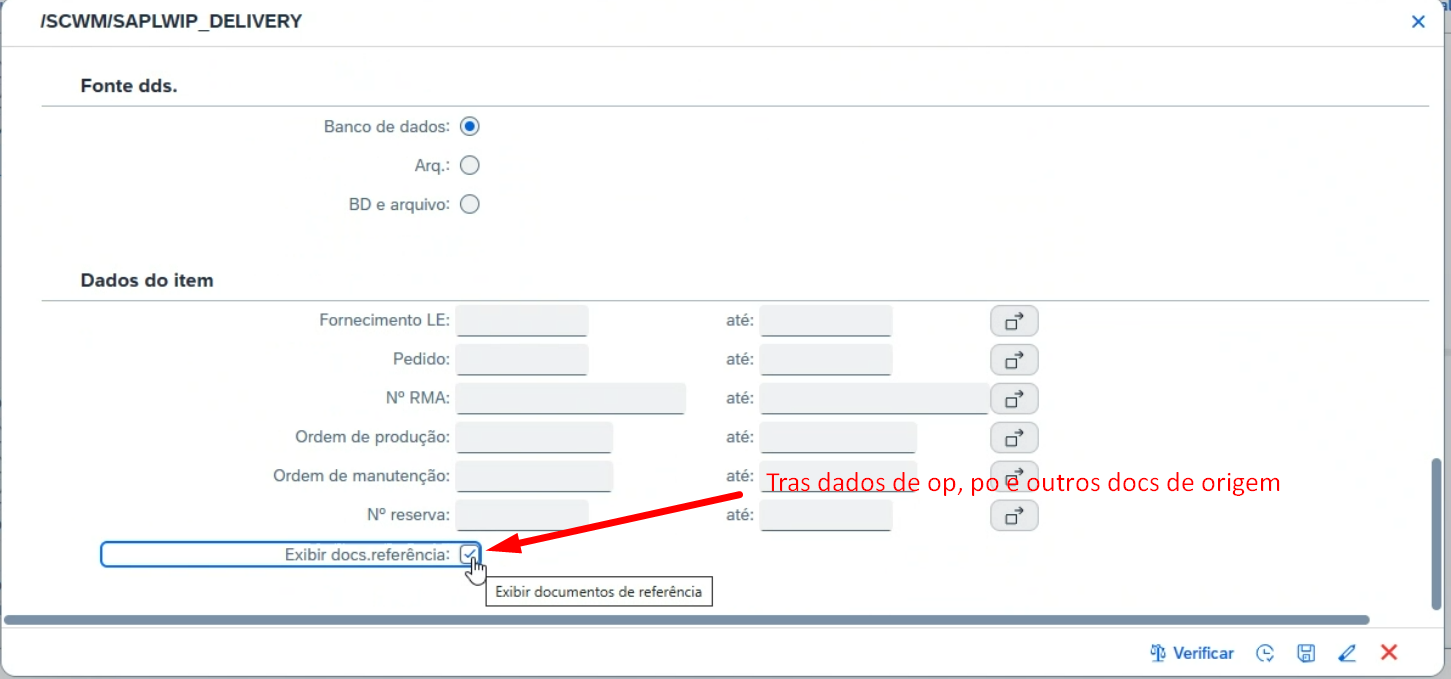 /SCWM/SAPLWIP_DELIVERY
Fonte dds.
Banco de dados:
Arq.:
BD e arquivo:
Dados do item
Fornecimento LE: até:
Pedido: até:
Nº RMA: até:
Ordem de produção: até:
Ordem de manutenção: até:
Tras dados de op, po e outros docs de origem
Nº reserva: até:
Exibir docs.referência:
Exibir documentos de referência
Verificar